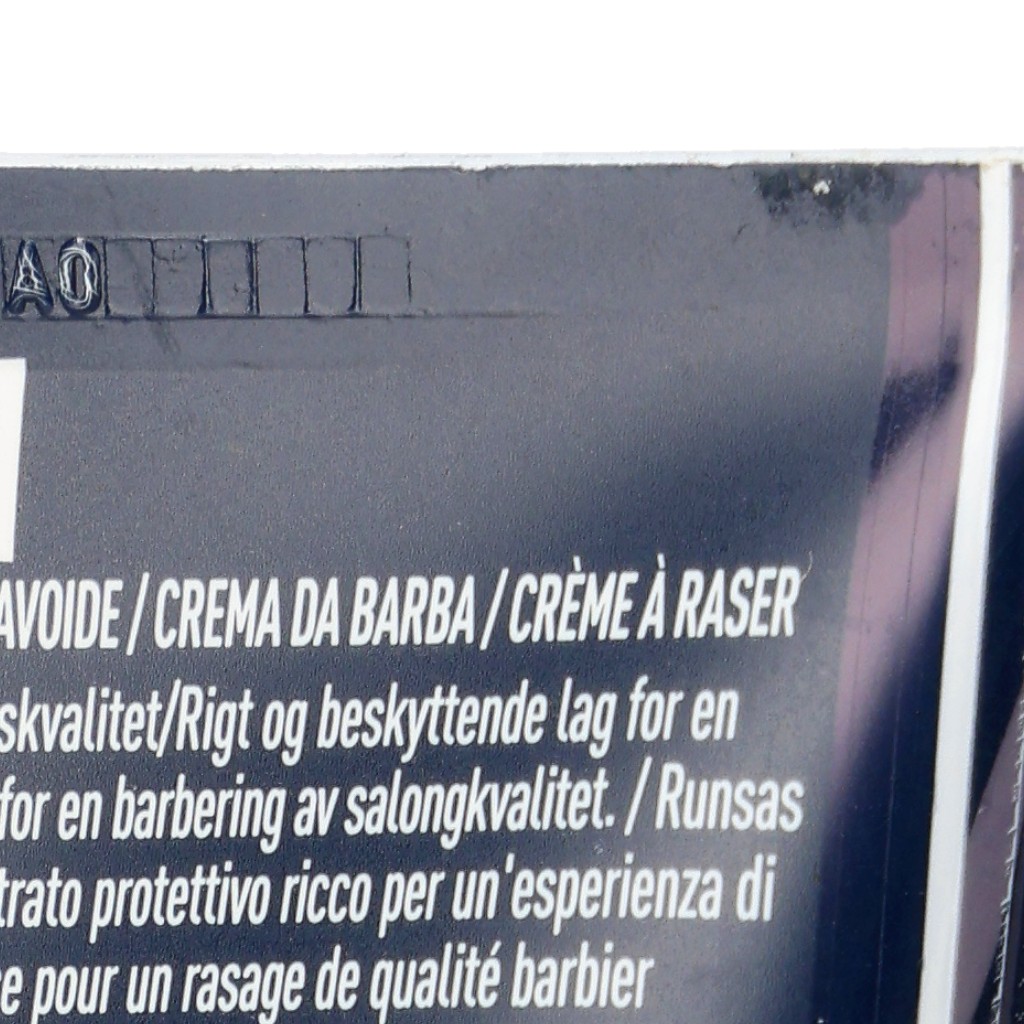 AO
AVOIDE / CREMA DA BARBA / CRÈME À RASER
skvalitet/Rigt og beskyttende lag for en
for en barbering av salongkvalitet. / Runsas
trato protettivo ricco per un'esperienza di
e pour un rasage de qualité barbier